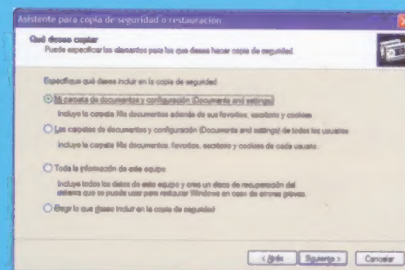 Asistente para copia de seguridad o restauración
Qué desea copiar
Puede especificar los elementos para los que desea hacer copia de seguridad.
Especifique qué desea incluir en la copia de seguridad
Mi carpeta de documentos y configuración (Documents and settings)
Incluye la carpeta Mis documentos además de sus favoritos, escritorio y cookies
Las carpetas de documentos y configuración (Documents and settings) de todos los usuarios
Incluye la carpeta Mis documentos, favoritos, escritorio y cookies de cada usuario.
Toda la información de este equipo
Incluye todos los datos de este equipo y crea un disco de recuperación del
sistema que se puede usar para restaurar Windows en caso de errores graves.
Elegir lo que deseo incluir en la copia de seguridad
< Atrás Siguiente > Cancelar